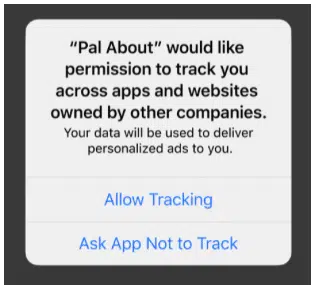 “Pal About” would like
permission to track you
across apps and websites
owned by other companies.
Your data will be used to deliver
personalized ads to you.
Allow Tracking
Ask App Not to Track